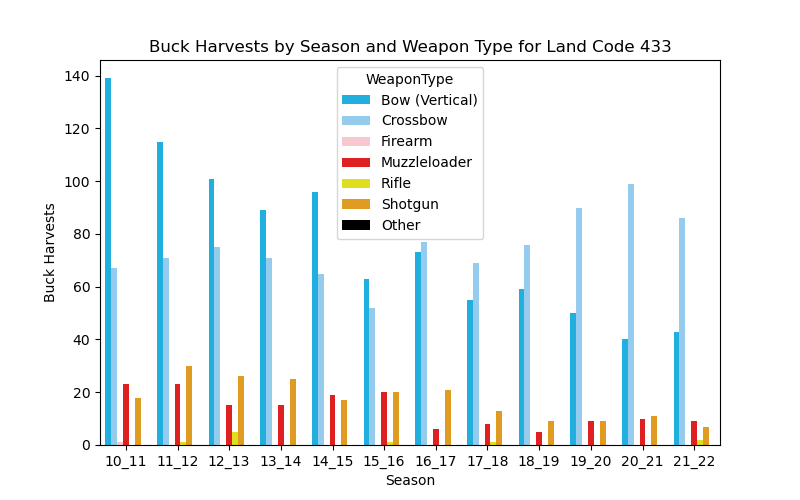 Buck Harvests by Season and Weapon Type for Land Code 433
WeaponType
Bow (Vertical)
Crossbow
Firearm
Muzzleloader
Rifle
Shotgun
Other
Buck Harvests
140
120
100
80
60
40
20
0
10_11 11_12 12_13 13_14 14_15 15_16 16_17 17_18 18_19 19_20 20_21 21_22
Season